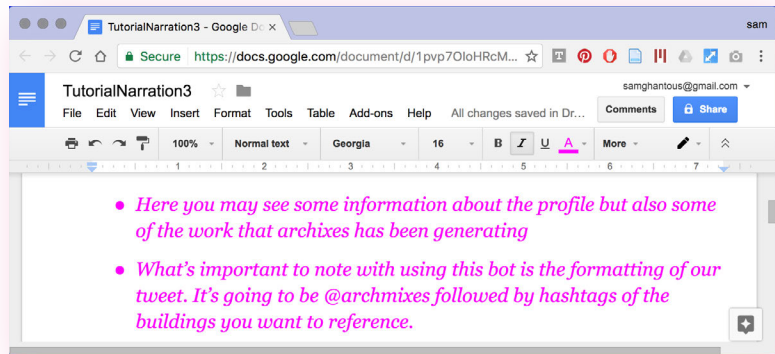 TutorialNarration3 - Google Do
sam
Secure https://docs.google.com/document/d/1pvp7OIoHRcM...
TutorialNarration3
samghantous@gmail.com
File Edit View Insert Format Tools Table Add-ons Help All changes saved in Dr... Comments Share
100% Normal text Georgia 16 B I U A More
1 2 3 4 5 6 7
● Here you may see some information about the profile but also some
of the work that archixes has been generating
● What's important to note with using this bot is the formatting of our
tweet. It's going to be @archmixes followed by hashtags of the
buildings you want to reference.